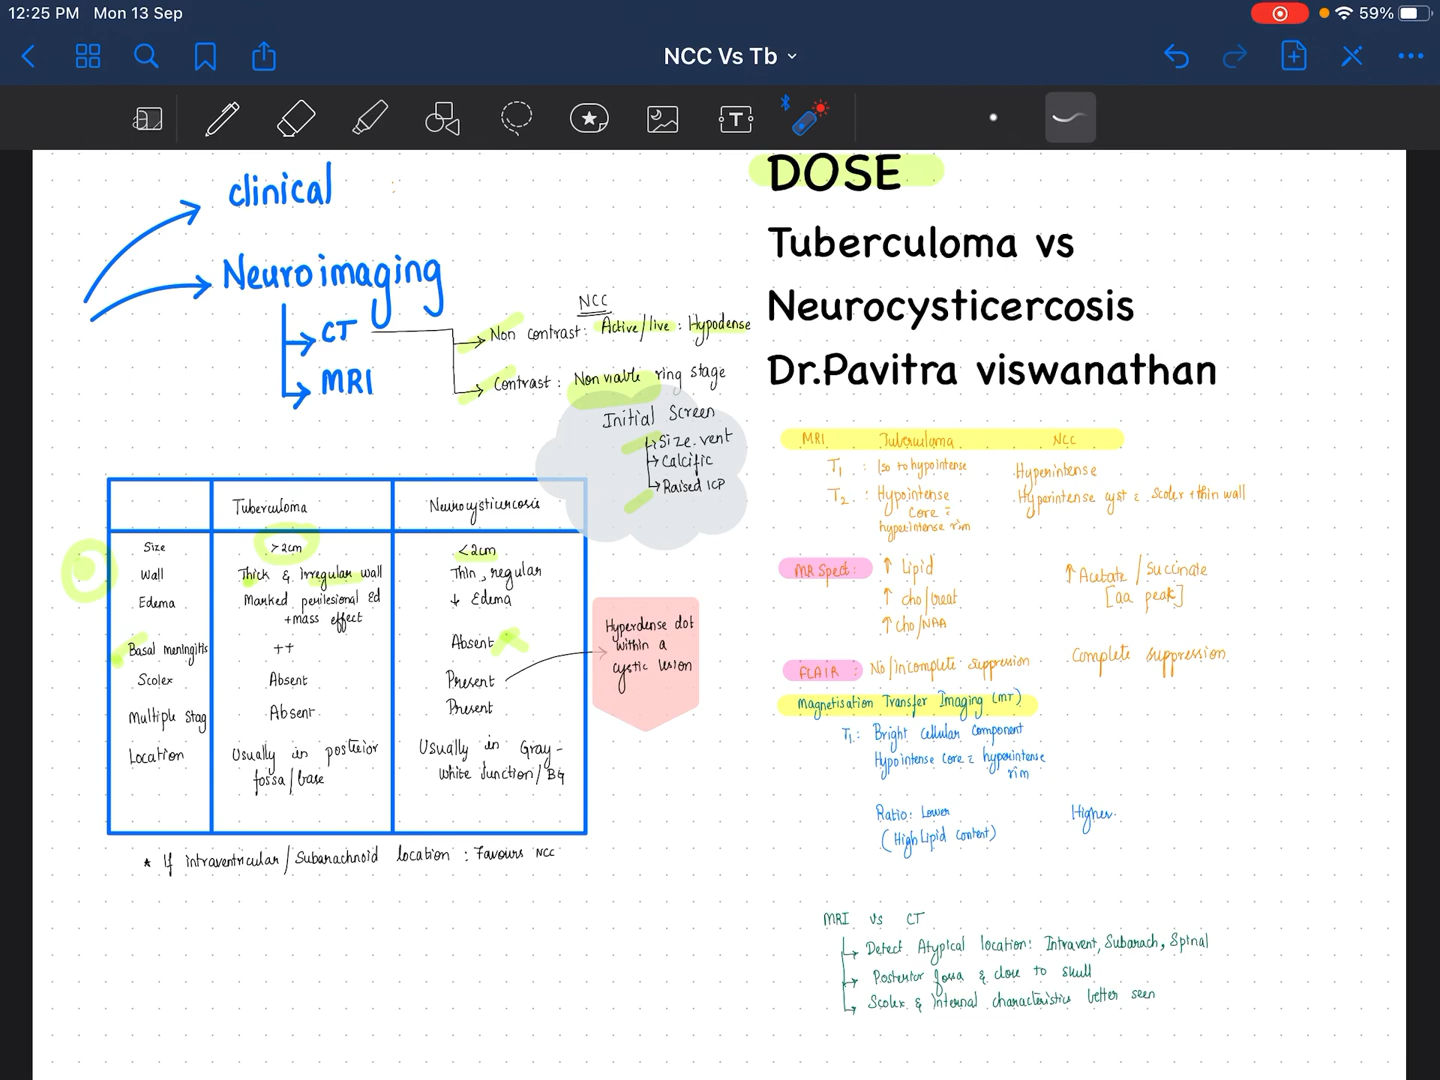 12:25 PM Mon 13 Sep
59%
NCC Vs Tb
T
clinical
Neuroimaging
CT
MRI
NCC
Non contrast: Active/live : Hypodense
Contrast : Non viable ring stage
Initial Screen
Size. vent
Calcific
Raised ICP
DOSE
Tuberculoma vs
Neurocysticercosis
Dr.Pavitra viswanathan
Tuberculoma Neurocysticercosis
Size >2cm <2cm
Wall Thick & irregular wall Thin, regular
Edema Marked perilesional Ed ↓ Edema
+mass effect
Basal meningitis ++ Absent
Scolex Absent Present
Multiple stag Absent Present
Location Usually in posterior Usually in Gray-
fossa/base white Junction/BG
Hyperdense dot
within a
cystic lesion
* If intraventricular/Subarachnoid location : Favours NCC
MRI Tuberculoma NCC
T1 : Iso to hypointense Hyperintense
T2 : Hypointense Hyperintense cyst c̄ Scolex + thin wall
core c̄
hyperintense rim
MR Spect: ↑ Lipid ↑ Acetate/Succinate
↑ cho/creat [aa peak]
↑ cho/NAA
FLAIR: No/Incomplete suppression Complete suppression
Magnetisation Transfer Imaging (MT)
T1: Bright cellular component
Hypointense core c̄ hyperintense
rim
Ratio: Lower Higher.
(High Lipid content)
MRI vs CT
Detect Atypical location: Intravent, Subarach, Spinal
Posterior fossa & close to skull
Scolex & internal characteristics better seen